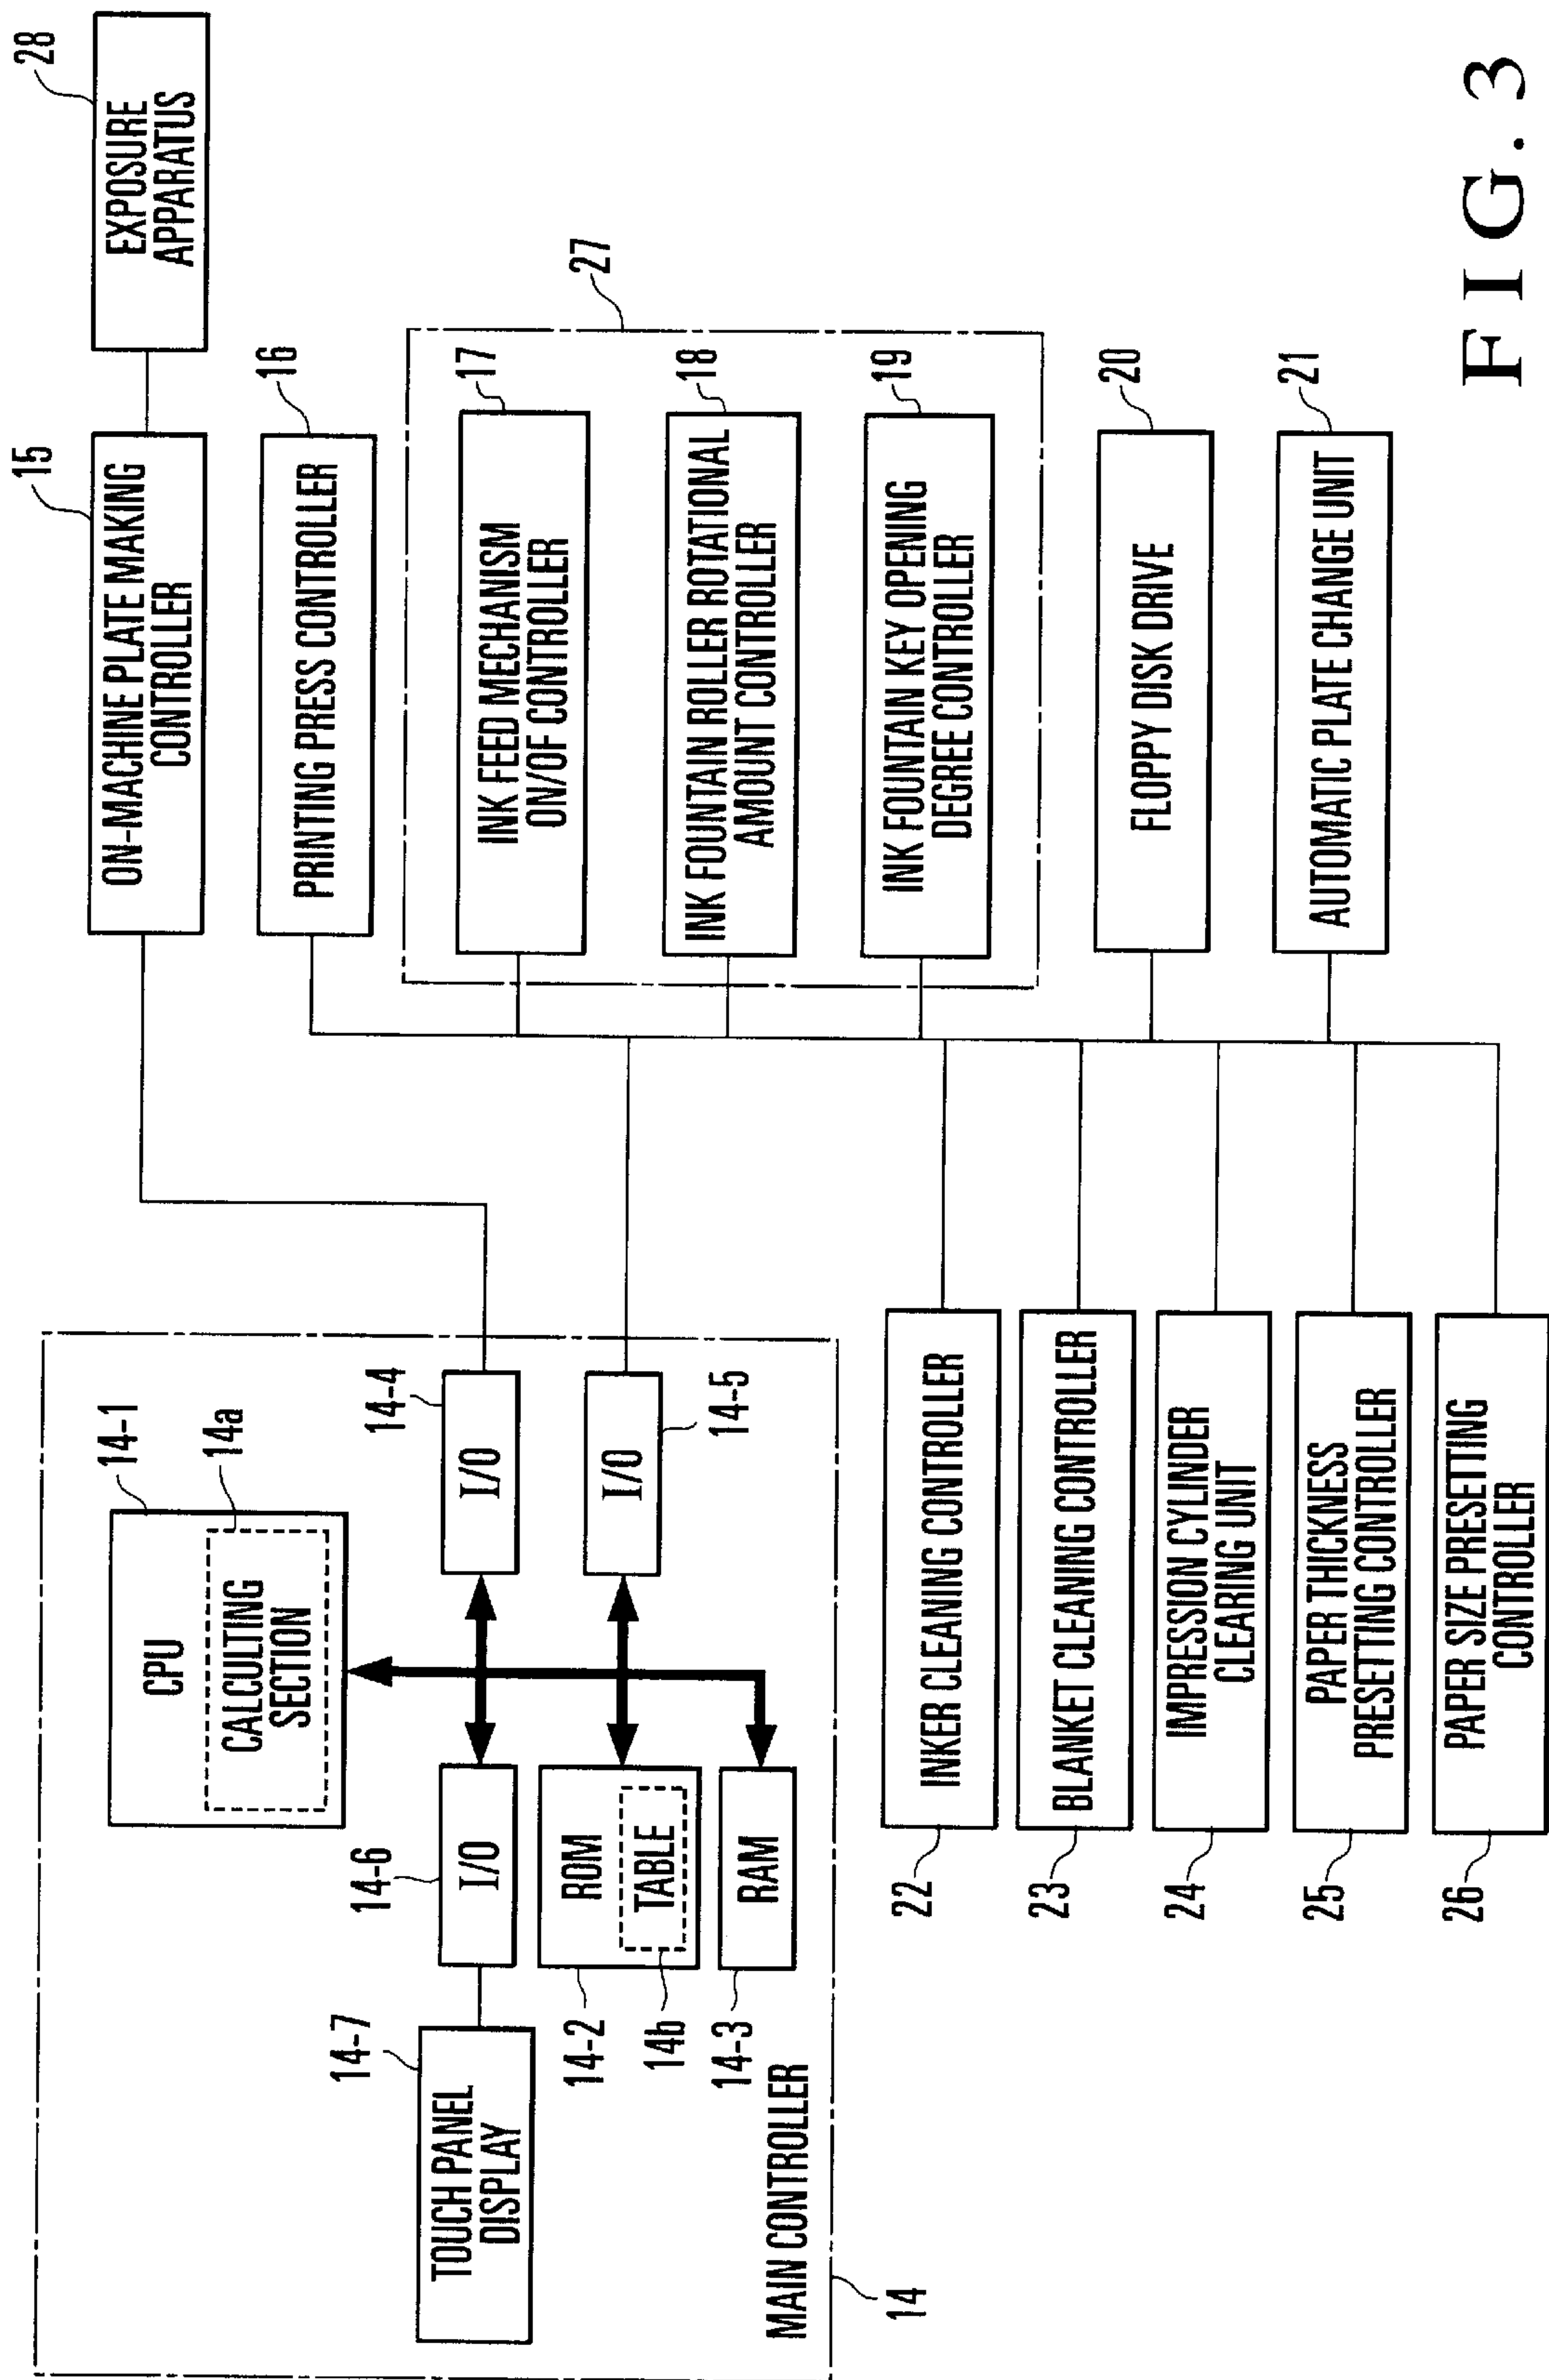 14-1
CPU
CALCULTING
SECTION
14a
14-7
TOUCH PANEL
DISPLAY
14-6
I/O
14-4
I/O
14-2
ROM
TABLE
14b
14-5
I/O
14-3
RAM
MAIN CONTROLLER
14
15
ON-MACHINE PLATE MAKING
CONTROLLER
28
EXPOSURE
APPARATUS
16
PRINTING PRESS CONTROLLER
27
17
INK FEED MECHANISM
ON/OF CONTROLLER
18
INK FOUNTAIN ROLLER ROTATIONAL
AMOUNT CONTROLLER
19
INK FOUNTAIN KEY OPENING
DEGREE CONTROLLER
20
FLOPPY DISK DRIVE
21
AUTOMATIC PLATE CHANGE UNIT
22
INKER CLEANING CONTROLLER
23
BLANKET CLEANING CONTROLLER
24
IMPRESSION CYLINDER
CLEARING UNIT
25
PAPER THICKNESS
PRESETTING CONTROLLER
26
PAPER SIZE PRESETTING
CONTROLLER
FIG. 3